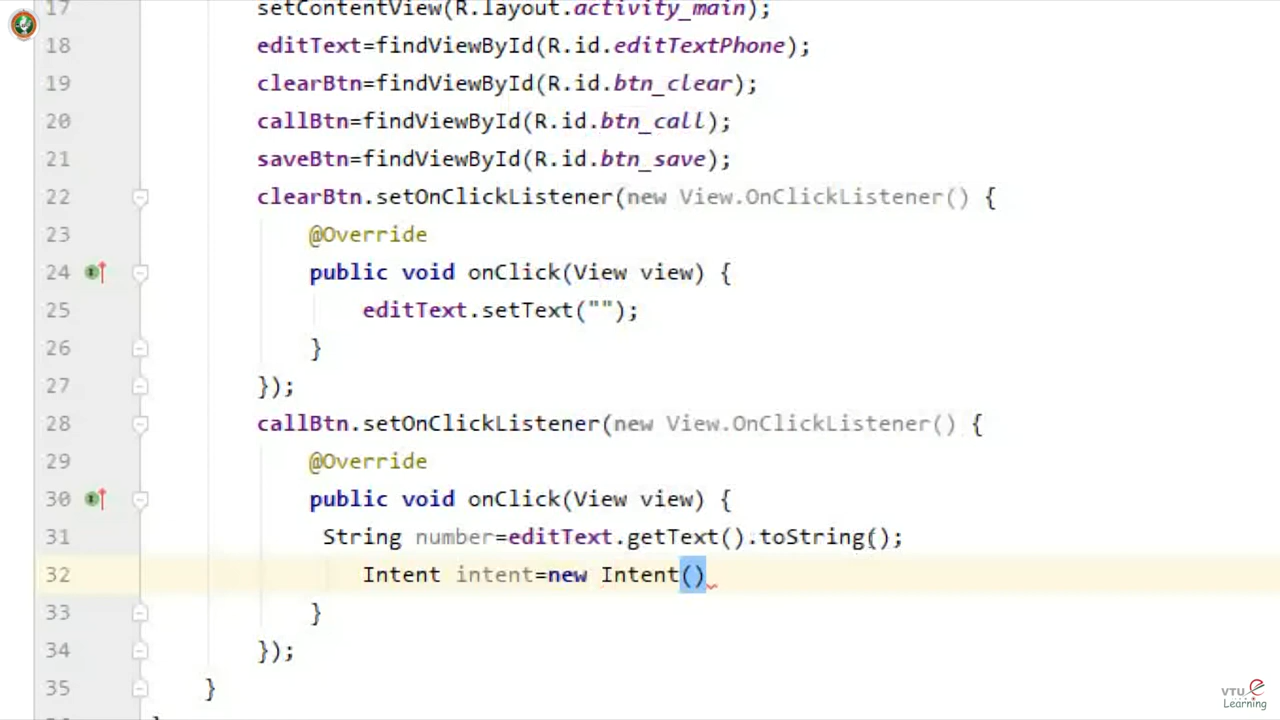 17 setContentView(R.layout.activity_main);
18 editText=findViewById(R.id.editTextPhone);
19 clearBtn=findViewById(R.id.btn_clear);
20 callBtn=findViewById(R.id.btn_call);
21 saveBtn=findViewById(R.id.btn_save);
22 clearBtn.setOnClickListener(new View.OnClickListener() {
23 @Override
24 public void onClick(View view) {
25 editText.setText("");
26 }
27 });
28 callBtn.setOnClickListener(new View.OnClickListener() {
29 @Override
30 public void onClick(View view) {
31 String number=editText.getText().toString();
32 Intent intent=new Intent()
33 }
34 });
35 }
VTU e
Learning